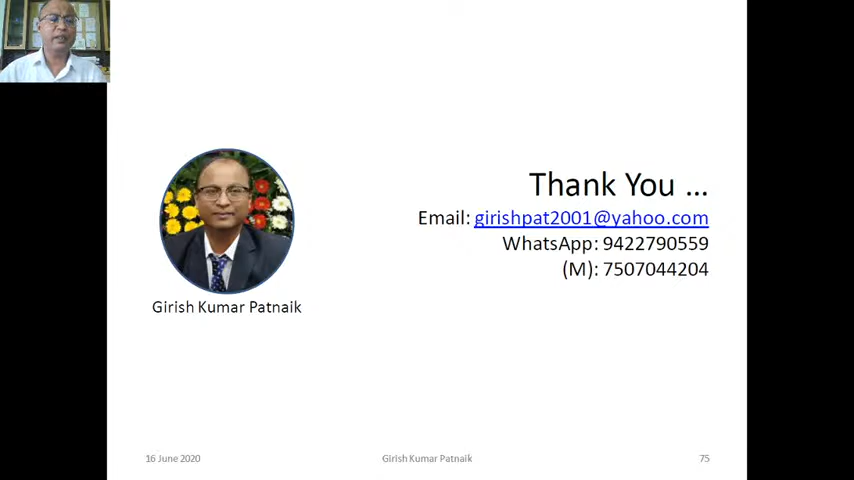 Thank You ...
Email: girishpat2001@yahoo.com
WhatsApp: 9422790559
(M): 7507044204
Girish Kumar Patnaik
16 June 2020
Girish Kumar Patnaik
75